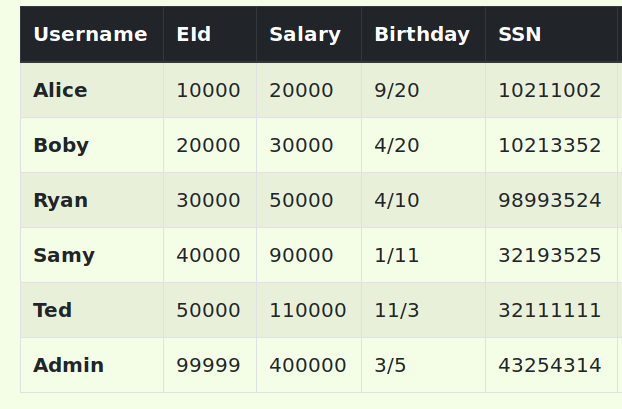 Username EId Salary Birthday SSN
Alice 10000 20000 9/20 10211002
Boby 20000 30000 4/20 10213352
Ryan 30000 50000 4/10 98993524
Samy 40000 90000 1/11 32193525
Ted 50000 110000 11/3 32111111
Admin 99999 400000 3/5 43254314